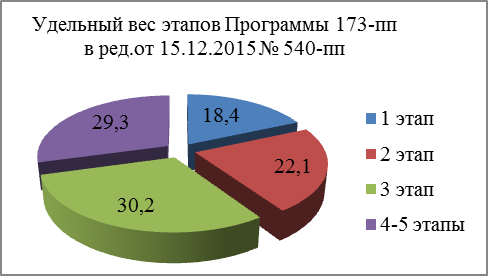 Удельный вес этапов Программы 173-пп
в ред.от 15.12.2015 № 540-пп
18,4
22,1
30,2
29,3
1 этап
2 этап
3 этап
4-5 этапы